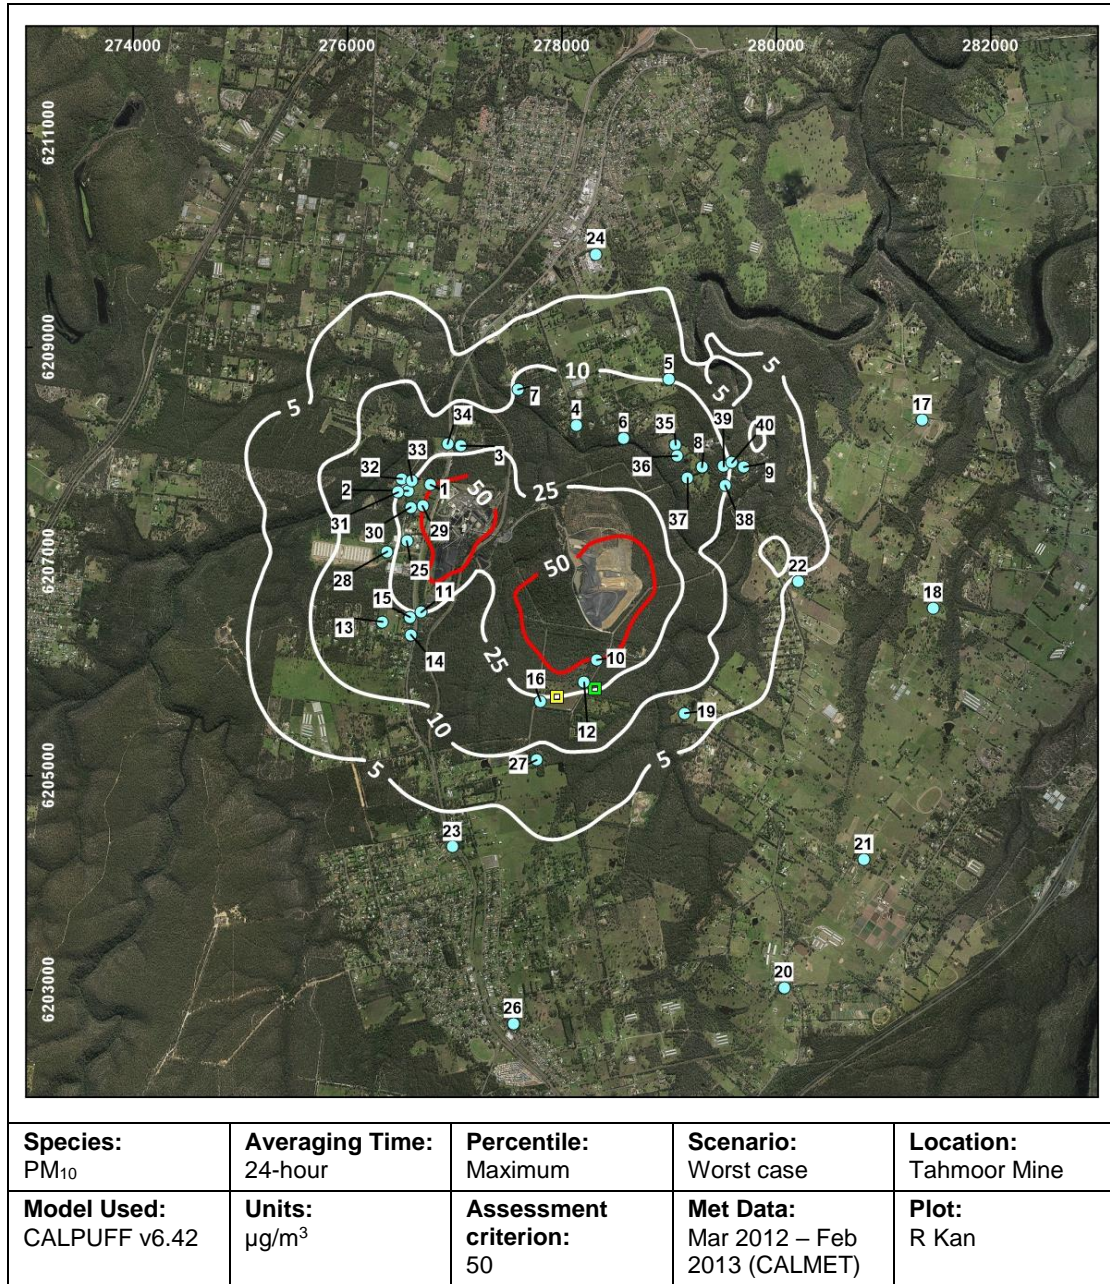 274000 276000 278000 280000 282000
6211000
24
6209000
5
5
10
5
7
5
17
34
4
6
35
39
40
33
3
36
8
9
32
2
1
50
25
31
37
38
30
29
6207000
50
28
25
22
15
11
18
13
10
14
25
16
12
19
10
5
27
5
6205000
23
21
20
6203000
26
Species:
PM₁₀
Averaging Time:
24-hour
Percentile:
Maximum
Scenario:
Worst case
Location:
Tahmoor Mine
Model Used:
CALPUFF v6.42
Units:
µg/m³
Assessment
criterion:
50
Met Data:
Mar 2012 – Feb
2013 (CALMET)
Plot:
R Kan